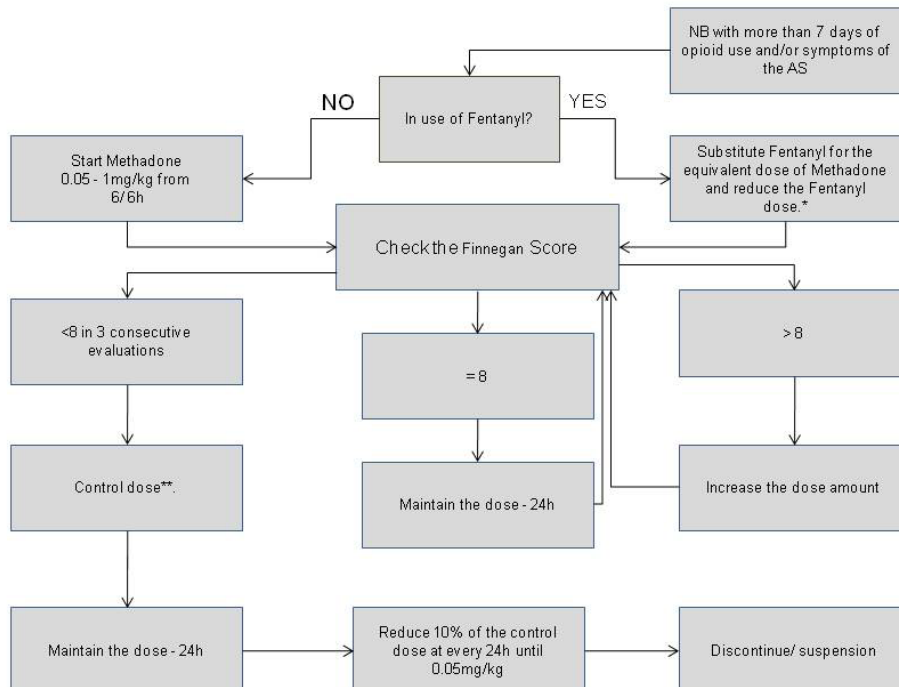 NB with more than 7 days of
opioid use and/or symptoms of
the AS
In use of Fentanyl?
NO
YES
Start Methadone
0.05 - 1mg/kg from
6/6h
Substitute Fentanyl for the
equivalent dose of Methadone
and reduce the Fentanyl
dose.*
Check the Finnegan Score
<8 in 3 consecutive
evaluations
= 8
> 8
Control dose**.
Maintain the dose - 24h
Increase the dose amount
Maintain the dose - 24h
Reduce 10% of the control
dose at every 24h until
0.05mg/kg
Discontinue/ suspension